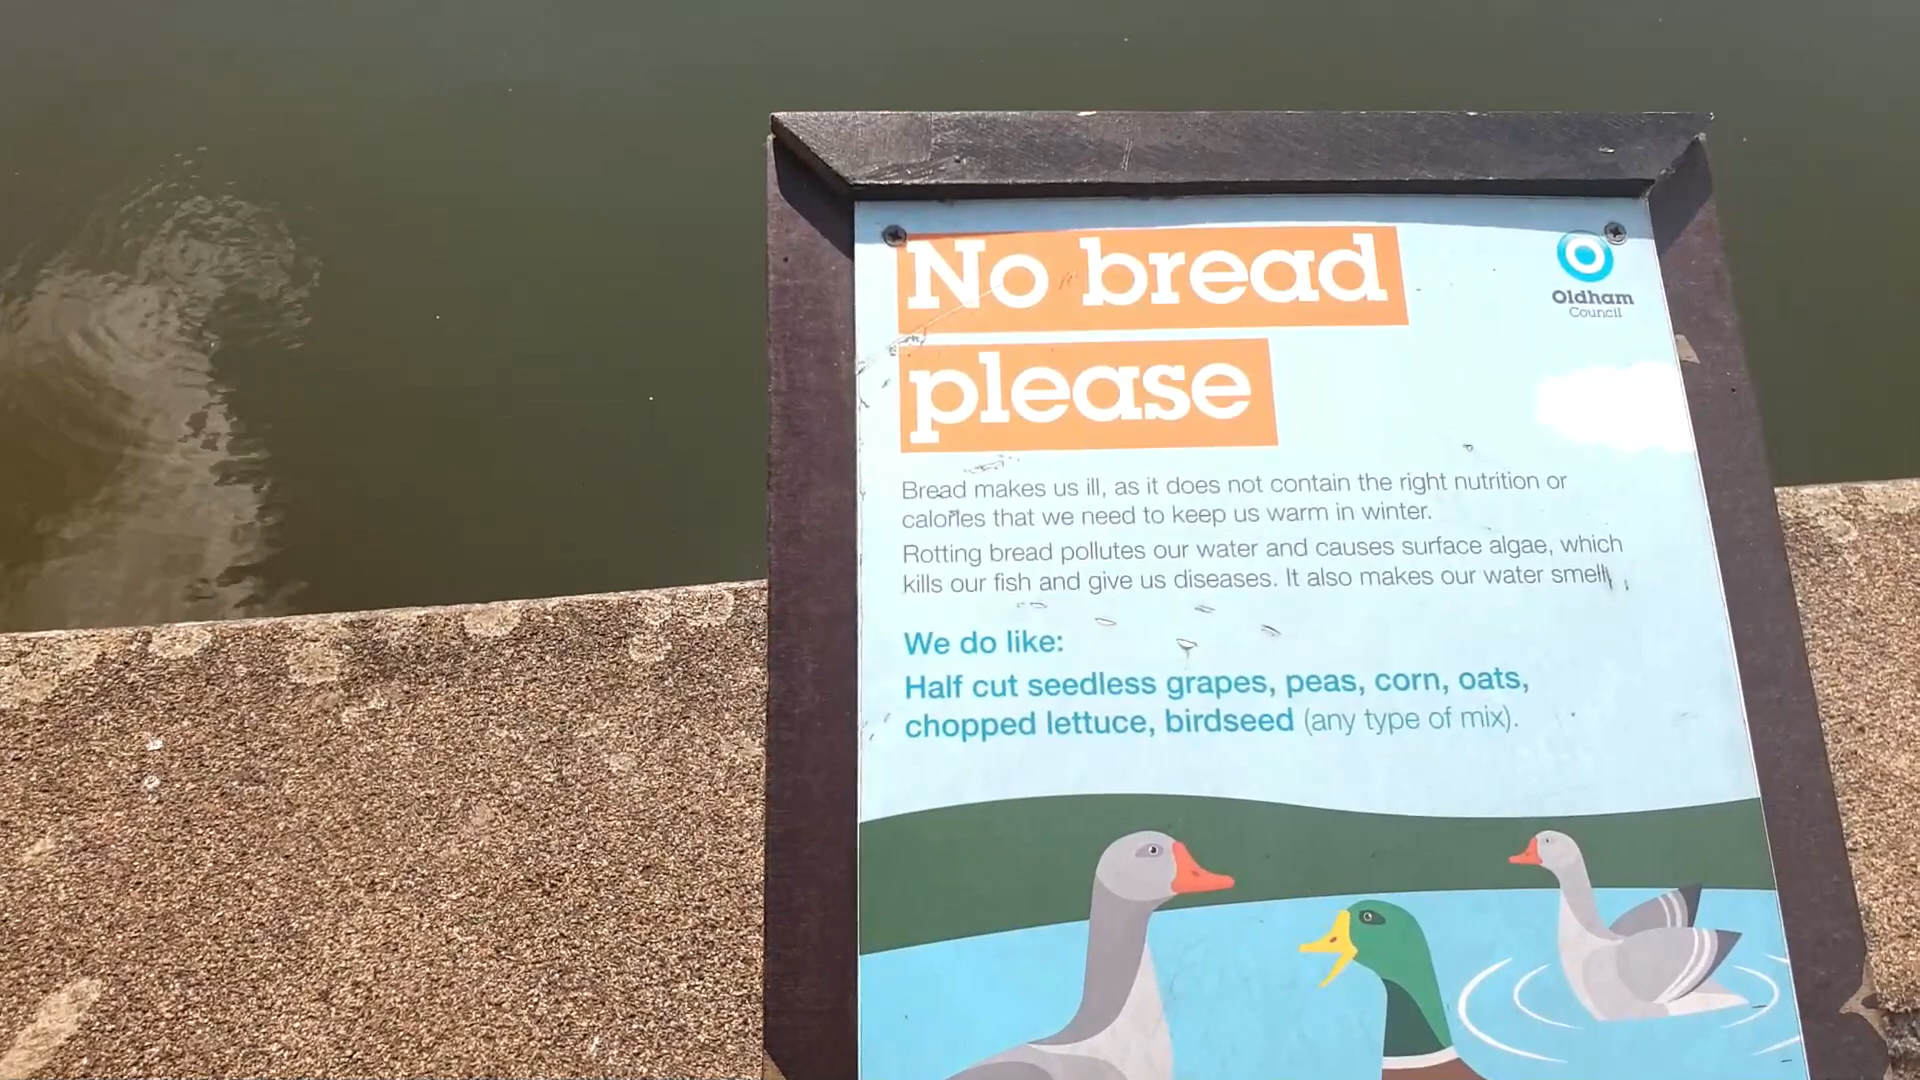 No bread
please
Oldham
Council
Bread makes us ill, as it does not contain the right nutrition or
calories that we need to keep us warm in winter.
Rotting bread pollutes our water and causes surface algae, which
kills our fish and give us diseases. It also makes our water smell.
We do like:
Half cut seedless grapes, peas, corn, oats,
chopped lettuce, birdseed (any type of mix).